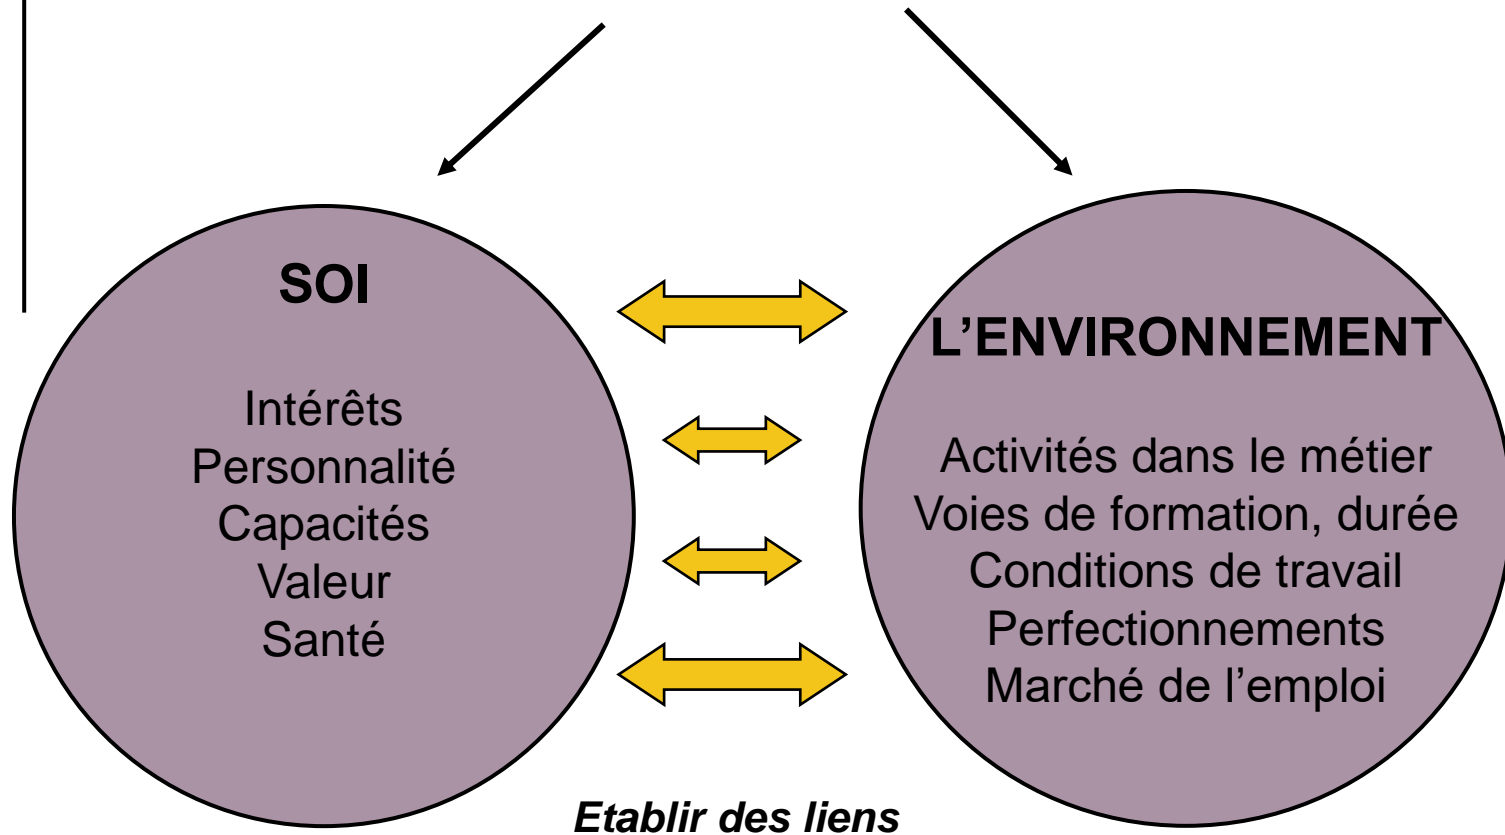 SOI
Intérêts
Personnalité
Capacités
Valeur
Santé
L’ENVIRONNEMENT
Activités dans le métier
Voies de formation, durée
Conditions de travail
Perfectionnements
Marché de l’emploi
Etablir des liens